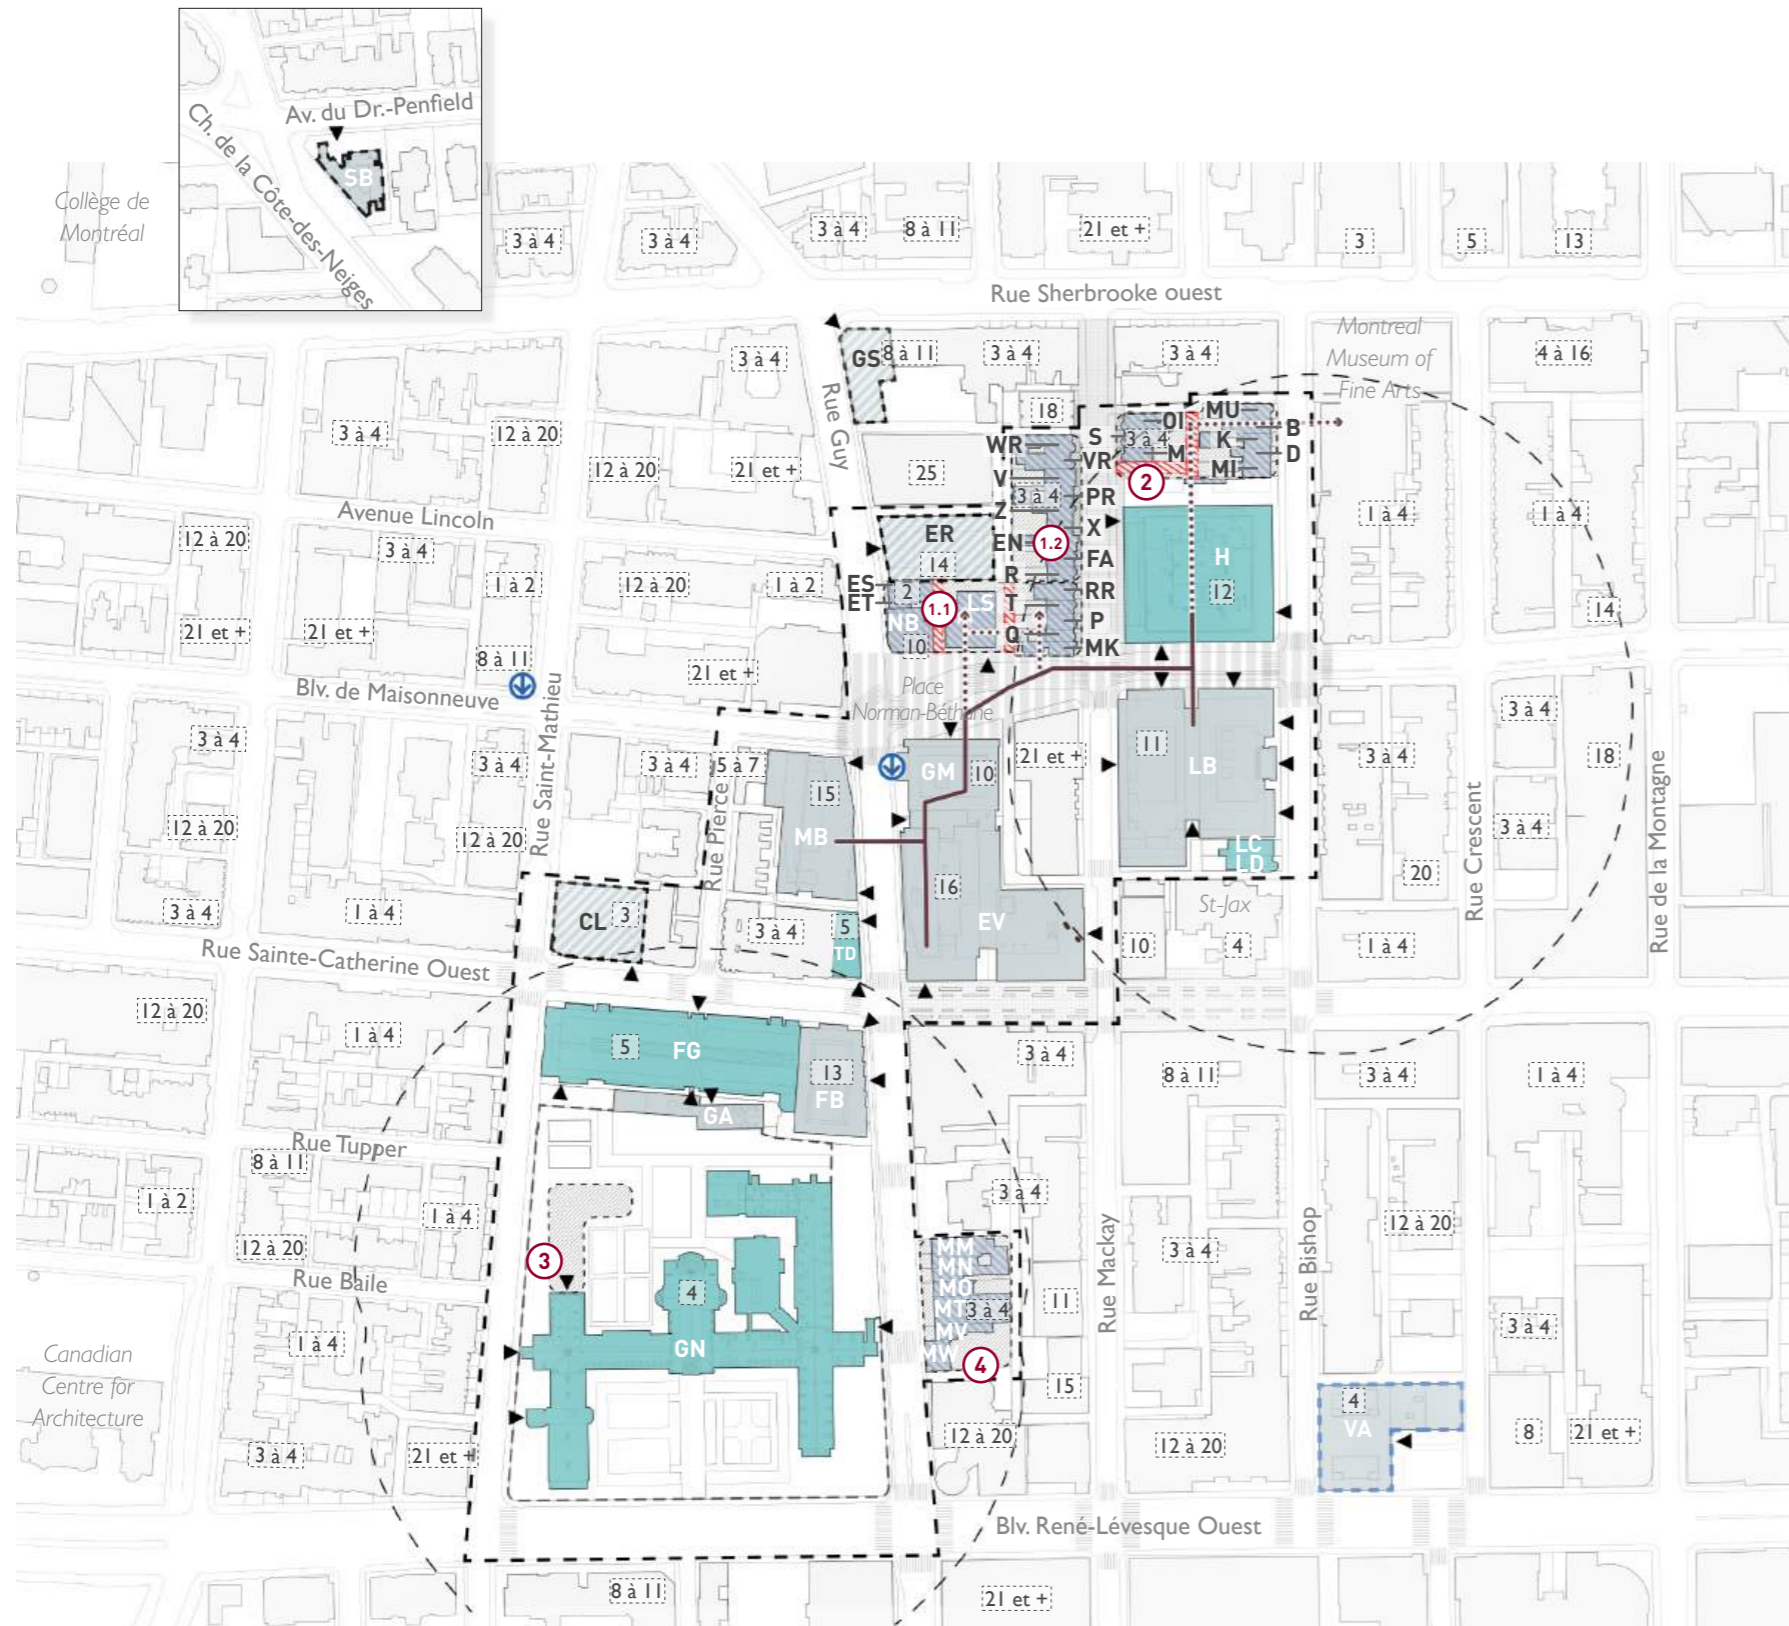 Av. du Dr.-Penfield
Ch. de la Côte-des-Neiges
SB
Collège de
Montréal
3 à 4
3 à 4
3 à 4
8 à 11
21 et +
3
5
13
Rue Sherbrooke ouest
GS
8 à 11
3 à 4
3 à 4
3 à 4
Montreal
Museum of
Fine Arts
4 à 16
Rue Guy
18
3 à 4
12 à 20
12 à 20
21 et +
25
WR
V
Z
EN
R
T
Q
3 à 4
1.2
S
VR
PR
X
FA
RR
P
MK
OI
MU
B
3 à 4
K
M
D
MI
2
1 à 4
1 à 4
Avenue Lincoln
12 à 20
3 à 4
1 à 2
12 à 20
1 à 2
ER
14
ES
ET
2
1.1
LS
NB
10
H
12
14
21 et +
21 et +
8 à 11
21 et +
Blv. de Maisonneuve
Rue Saint-Mathieu
Place
Norman-Béthune
3 à 4
3 à 4
3 à 4
5 à 7
Rue Pierce
15
MB
GM
10
21 et +
11
LB
3 à 4
3 à 4
18
12 à 20
12 à 20
3 à 4
LC
LD
20
Rue Crescent
Rue de la Montagne
3 à 4
1 à 4
CL
3
3 à 4
5
TD
16
EV
10
St-Jax
4
1 à 4
Rue Sainte-Catherine Ouest
12 à 20
1 à 4
5
FG
13
FB
GA
3 à 4
8 à 11
3 à 4
1 à 4
Rue Tupper
8 à 11
1 à 2
1 à 4
12 à 20
Rue Baile
3
4
GN
3 à 4
MM
MN
MO
MT
MV
MW
3 à 4
4
11
15
Rue Mackay
3 à 4
Rue Bishop
12 à 20
3 à 4
1 à 4
Canadian
Centre for
Architecture
3 à 4
21 et +
12 à 20
12 à 20
4
VA
8
21 et +
Blv. René-Lévesque Ouest
8 à 11
21 et +